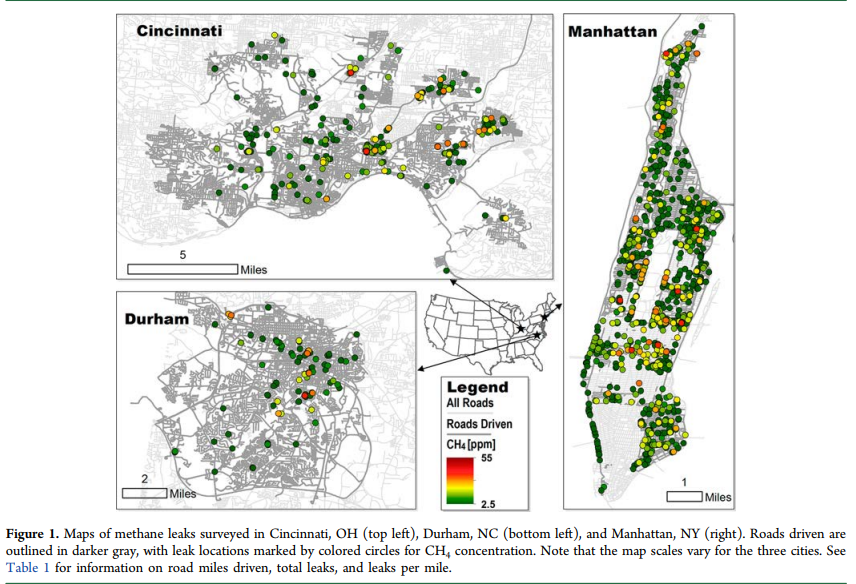 Cincinnati
5
Miles
Manhattan
1
Miles
Durham
2
Miles
Legend
All Roads
Roads Driven
CH₄ [ppm]
55
2.5
Figure 1. Maps of methane leaks surveyed in Cincinnati, OH (top left), Durham, NC (bottom left), and Manhattan, NY (right). Roads driven are
outlined in darker gray, with leak locations marked by colored circles for CH₄ concentration. Note that the map scales vary for the three cities. See
Table 1 for information on road miles driven, total leaks, and leaks per mile.